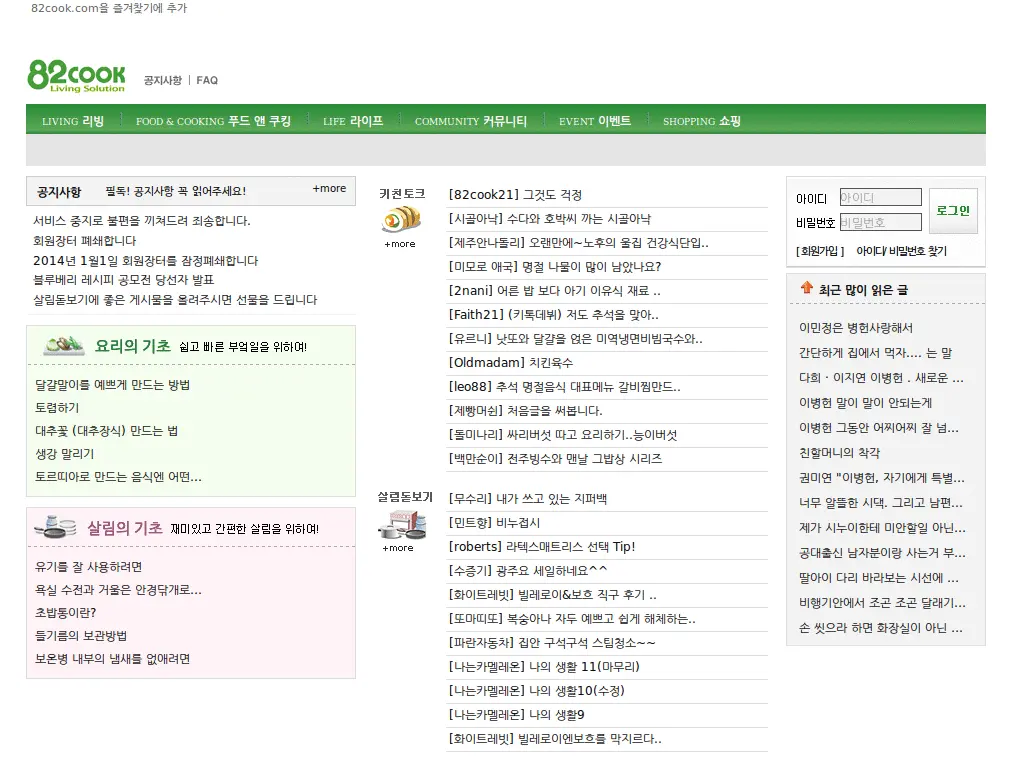 82cook.com을 즐겨찾기에 추가
82cook
Living Solution
공지사항 | FAQ
LIVING 리빙
FOOD & COOKING 푸드 앤 쿠킹
LIFE 라이프
COMMUNITY 커뮤니티
EVENT 이벤트
SHOPPING 쇼핑
공지사항 필독! 공지사항 꼭 읽어주세요! +more
서비스 중지로 불편을 끼쳐드려 죄송합니다.
회원장터 폐쇄합니다
2014년 1월1일 회원장터를 잠정폐쇄합니다
블루베리 레시피 공모전 당선자 발표
살림돋보기에 좋은 게시물을 올려주시면 선물을 드립니다
요리의 기초 쉽고 빠른 부엌일을 위하여!
달걀말이를 예쁘게 만드는 방법
토렴하기
대추꽃 (대추장식) 만드는 법
생강 말리기
토르띠아로 만드는 음식엔 어떤...
살림의 기초 재미있고 간편한 살림을 위하여!
유기를 잘 사용하려면
욕실 수전과 거울은 안경닦개로...
초밥통이란?
들기름의 보관방법
보온병 내부의 냄새를 없애려면
키친토크
+more
[82cook21] 그것도 걱정
[시골아낙] 수다와 호박씨 까는 시골아낙
[제주안나돌리] 오랜만에~노후의 울집 건강식단입..
[미모로 애국] 명절 나물이 많이 남았나요?
[2nani] 어른 밥 보다 아기 이유식 재료 ..
[Faith21] (키톡데뷔) 저도 추석을 맞아..
[유르니] 낫또와 달걀을 얹은 미역냉면비빔국수와..
[Oldmadam] 치킨육수
[leo88] 추석 명절음식 대표메뉴 갈비찜만드..
[제빵머쉰] 처음글을 써봅니다.
[돌미나리] 싸리버섯 따고 요리하기..능이버섯
[백만순이] 전주빙수와 맨날 그밥상 시리즈
살림돋보기
+more
[무수리] 내가 쓰고 있는 지퍼백
[민트향] 비누접시
[roberts] 라텍스매트리스 선택 Tip!
[수증기] 광주요 세일하네요^^
[화이트레빗] 빌레로이&보흐 직구 후기 ..
[또마띠또] 복숭아나 자두 예쁘고 쉽게 해체하는..
[파란자동차] 집안 구석구석 스팀청소~~
[나는카멜레온] 나의 생활 11(마무리)
[나는카멜레온] 나의 생활10(수정)
[나는카멜레온] 나의 생활9
[화이트레빗] 빌레로이엔보흐를 막지르다..
아이디 아이디
비밀번호 비밀번호
로그인
[ 회원가입 ] 아이디/ 비밀번호 찾기
최근 많이 읽은 글
이민정은 병헌사랑해서
간단하게 집에서 먹자.... 는 말
다희 · 이지연 이병헌 . 새로운 ...
이병헌 말이 말이 안되는게
이병헌 그동안 어찌어찌 잘 넘...
친할머니의 착각
권미연 "이병헌, 자기에게 특별...
너무 알뜰한 시댁. 그리고 남편...
제가 시누이한테 미안할일 아닌...
공대출신 남자분이랑 사는거 부...
딸아이 다리 바라보는 시선에 ...
비행기안에서 조곤 조곤 달래기...
손 씻으라 하면 화장실이 아닌 ...